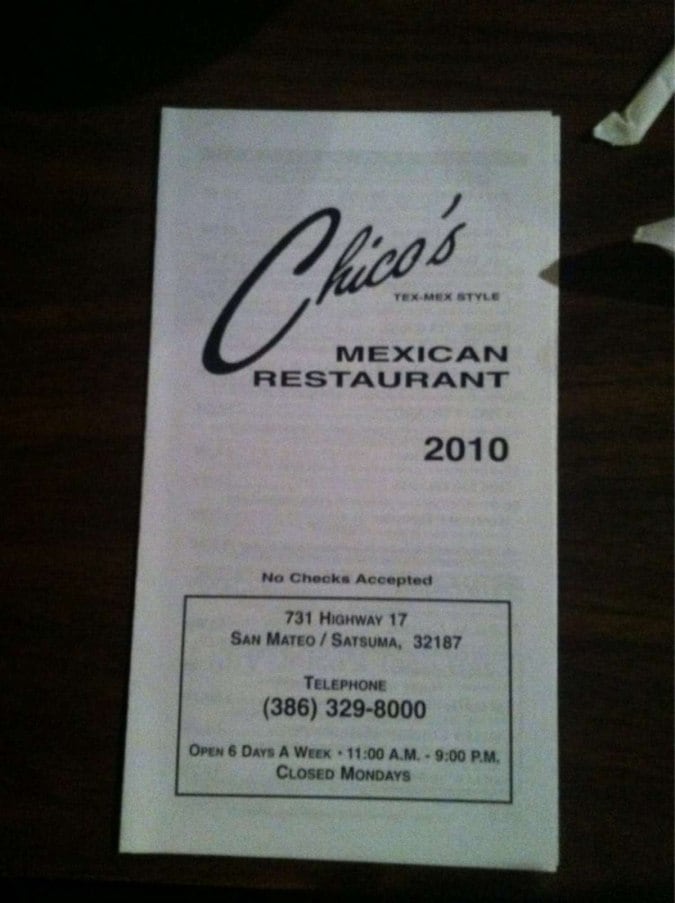 Chico's
TEX-MEX STYLE
MEXICAN
RESTAURANT
2010
No Checks Accepted
731 HIGHWAY 17
SAN MATEO / SATSUMA, 32187
TELEPHONE
(386) 329-8000
OPEN 6 DAYS A WEEK • 11:00 A.M. - 9:00 P.M.
CLOSED MONDAYS